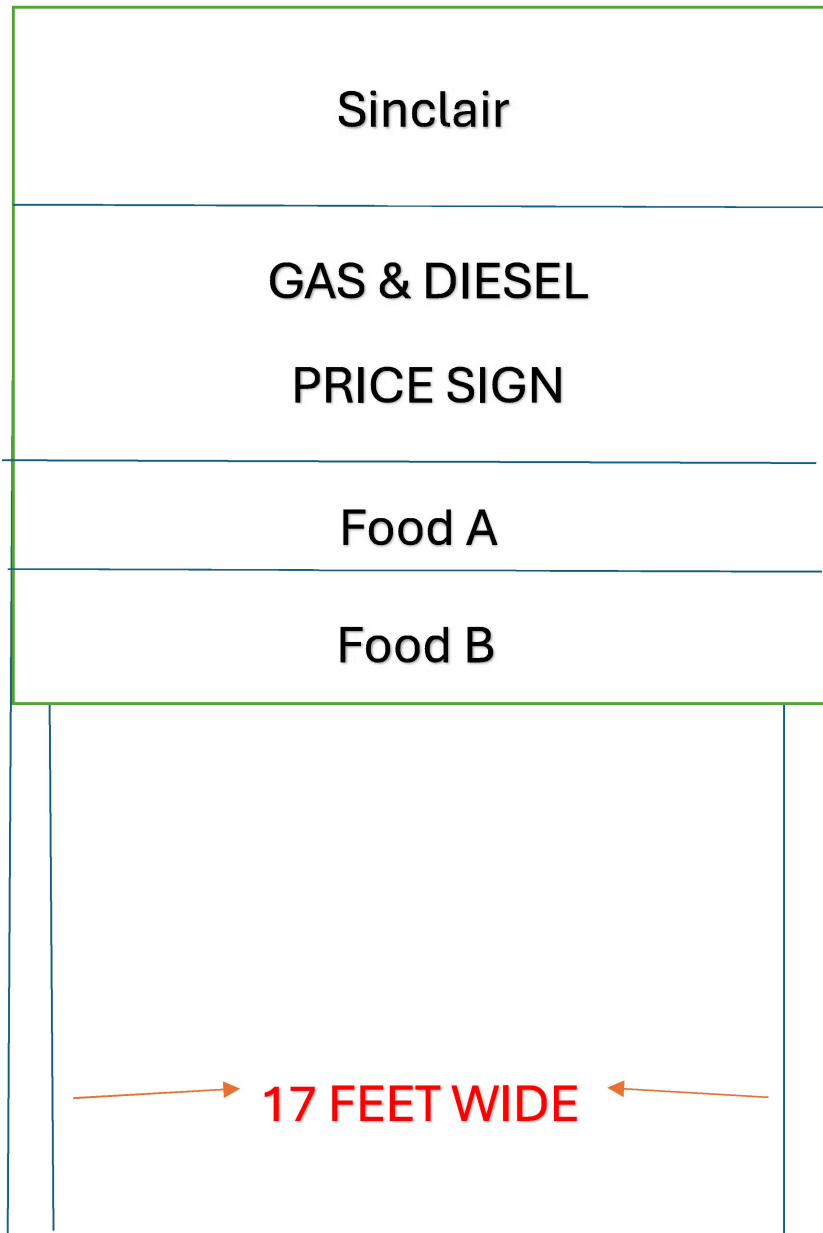 Sinclair
GAS & DIESEL
PRICE SIGN
Food A
Food B
17 FEET WIDE